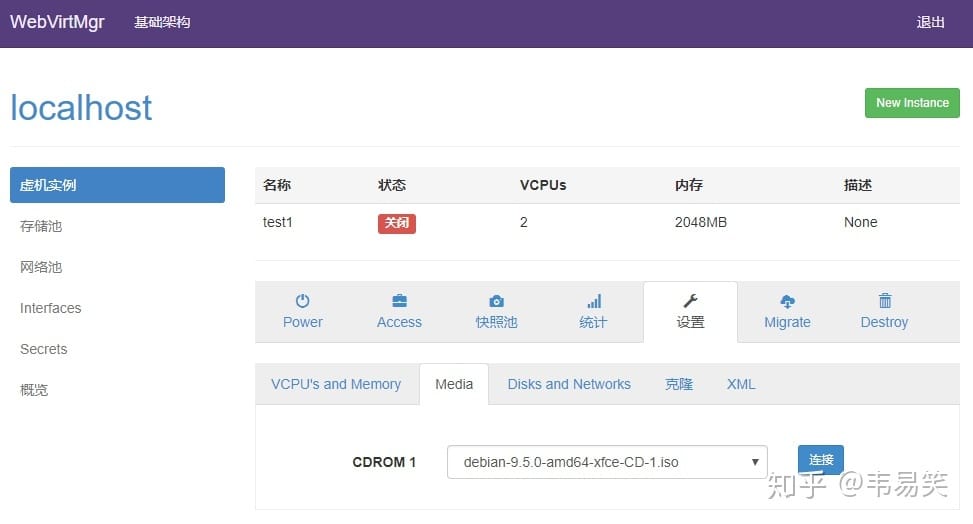 WebVirtMgr 基础架构 退出
localhost New Instance
虚机实例
存储池
网络池
Interfaces
Secrets
概览
名称 状态 VCPUs 内存 描述
test1 关闭 2 2048MB None
Power Access 快照池 统计 设置 Migrate Destroy
VCPU's and Memory Media Disks and Networks 克隆 XML
CDROM 1 debian-9.5.0-amd64-xfce-CD-1.iso 连接
知乎 @韦易笑